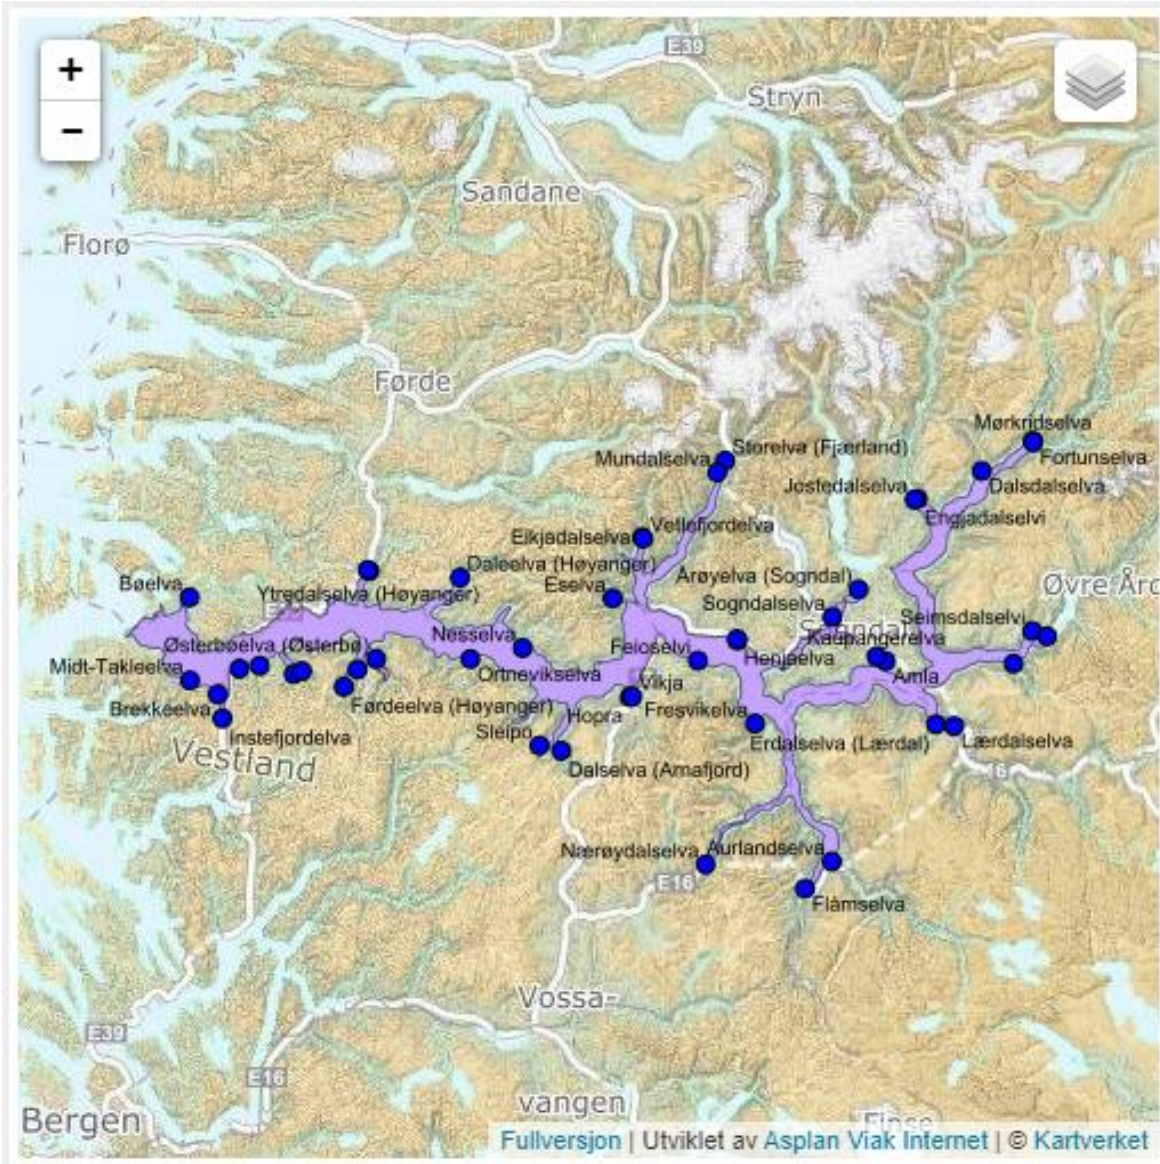 +
−
E39
Stryn
Sandane
Florø
Førde
Mørkridselva
Storelva (Fjærland)
Mundalselva
Fortunselva
Jostedalselva
Dalsdalselva
Engjadalselvi
Vetlefjordelva
Eikjadalselva
Daleelva (Høyanger)
Årøyelva (Sogndal)
Bøelva
Eselva
Øvre Ård
Ytredalselva (Høyanger)
Sogndalselva
Seimsdalselvi
Sogndal
Kaupangerelva
Nesselva
Østerbøelva (Østerbø)
Feioselvi
Henjaelva
Midt-Takleelva
Ortnevikselva
Amla
Vikja
Brekkeelva
Førdeelva (Høyanger)
Hopra
Fresvikelva
Sleipo
Instefjordelva
Erdalselva (Lærdal)
Lærdalselva
Vestland
Dalselva (Arnafjord)
Nærøydalselva
Aurlandselva
E16
Flåmselva
Vossa-
E39
E16
vangen
Bergen
Finse
Fullversjon | Utviklet av Asplan Viak Internet | © Kartverket